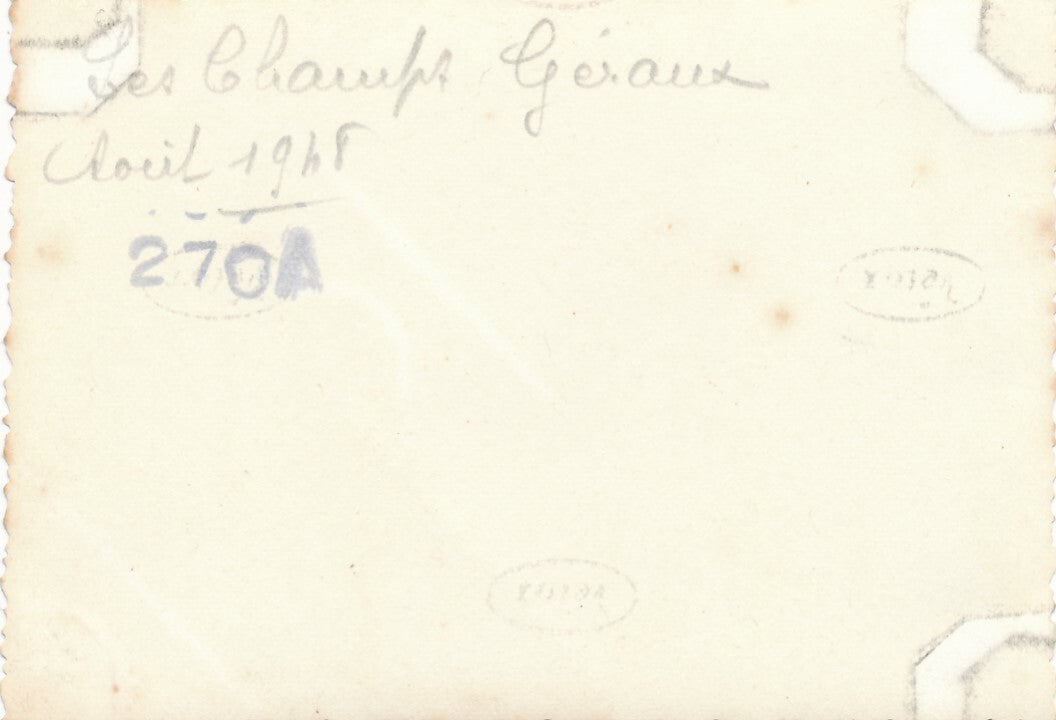 Les Champs Géraux
Août 1948
270A